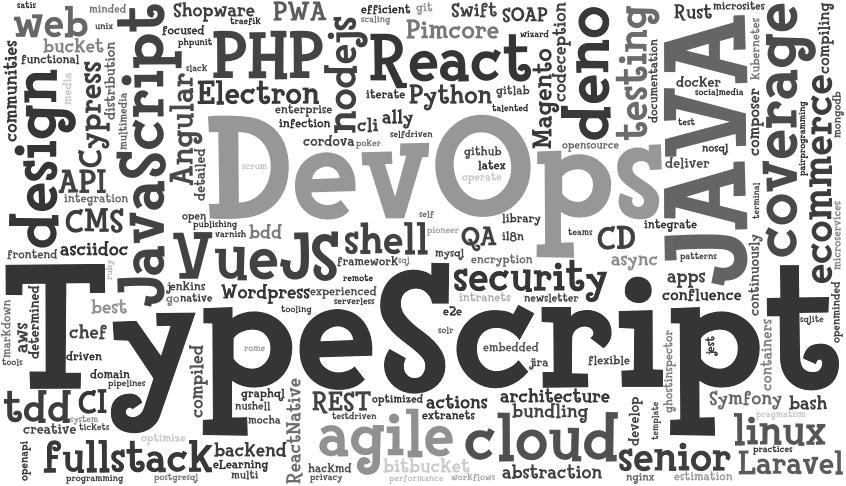 satis
minded
Shopware
traefik
PWA
efficient
git
scaling
Swift
SOAP
wizard
Rust
microsites
web
unix
focused
phpunit
Pimcore
bucket
functional
slack
PHP
nodejs
React
Magento
codeception
deno
testing
documentation
JAVA
kubernetes
coverage
compiling
communities
design
media
Cypress
distribution
multimedia
JavaScript
Angular
detailed
Electron
enterprise
infection
iterate
Python
gitlab
talented
docker
socialmedia
composer
pairprogramming
ecommerce
mongodb
cordova
poker
cli
ally
selfdriven
opensource
test
nosql
deliver
API
integration
CMS
scrum
DevOps
github
latex
operate
terminal
microservices
open
publishing
varnish
bdd
self
pioneer
library
i18n
QA
teams
CD
integrate
frontend
asciidoc
ruby
VueJS
shell
framework
sql
mysql
encryption
async
patterns
continuously
jenkins
go
native
remote
Wordpress
experienced
serverless
tooling
security
intranets
newsletter
apps
confluence
openminded
TypeScript
markdown
tools
aws
determined
best
chef
driven
domain
pipelines
compiled
rome
e2e
solr
embedded
jira
flexible
ghostinspector
jest
containers
sqlite
tdd
CI
system
tickets
creative
graphql
nushell
mocha
ReactNative
REST
optimized
testdriven
actions
extranets
architecture
bundling
develop
template
Symfony
bash
pragmatism
openapi
optimize
fullstack
programming
postgresql
backend
eLearning
multi
agile
hackmd
privacy
bitbucket
performance
workflows
cloud
abstraction
senior
nginx
estimation
linux
practices
Laravel